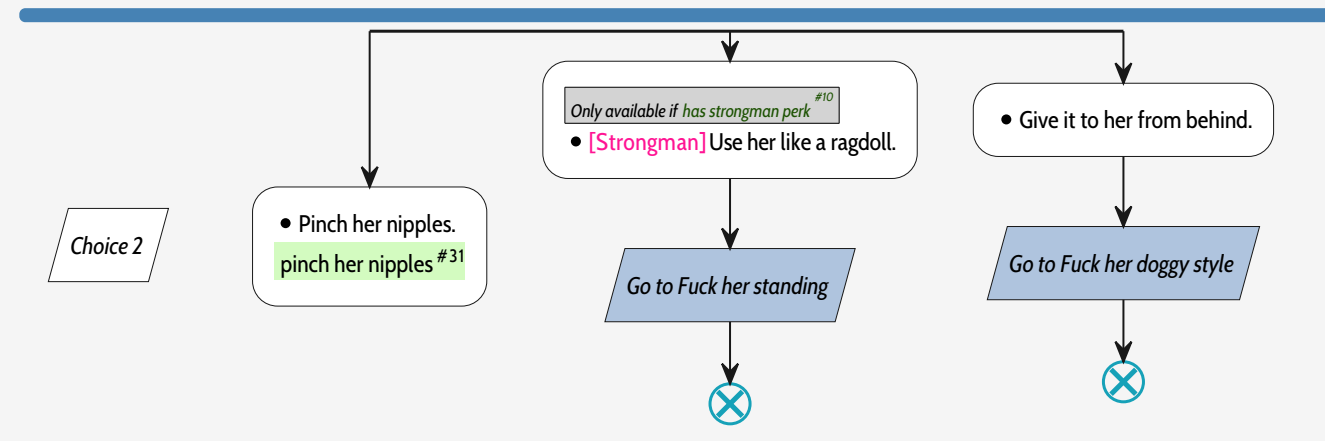 Choice 2
• Pinch her nipples.
pinch her nipples #31
Only available if has strongman perk #10
• [Strongman] Use her like a ragdoll.
Go to Fuck her standing
• Give it to her from behind.
Go to Fuck her doggy style